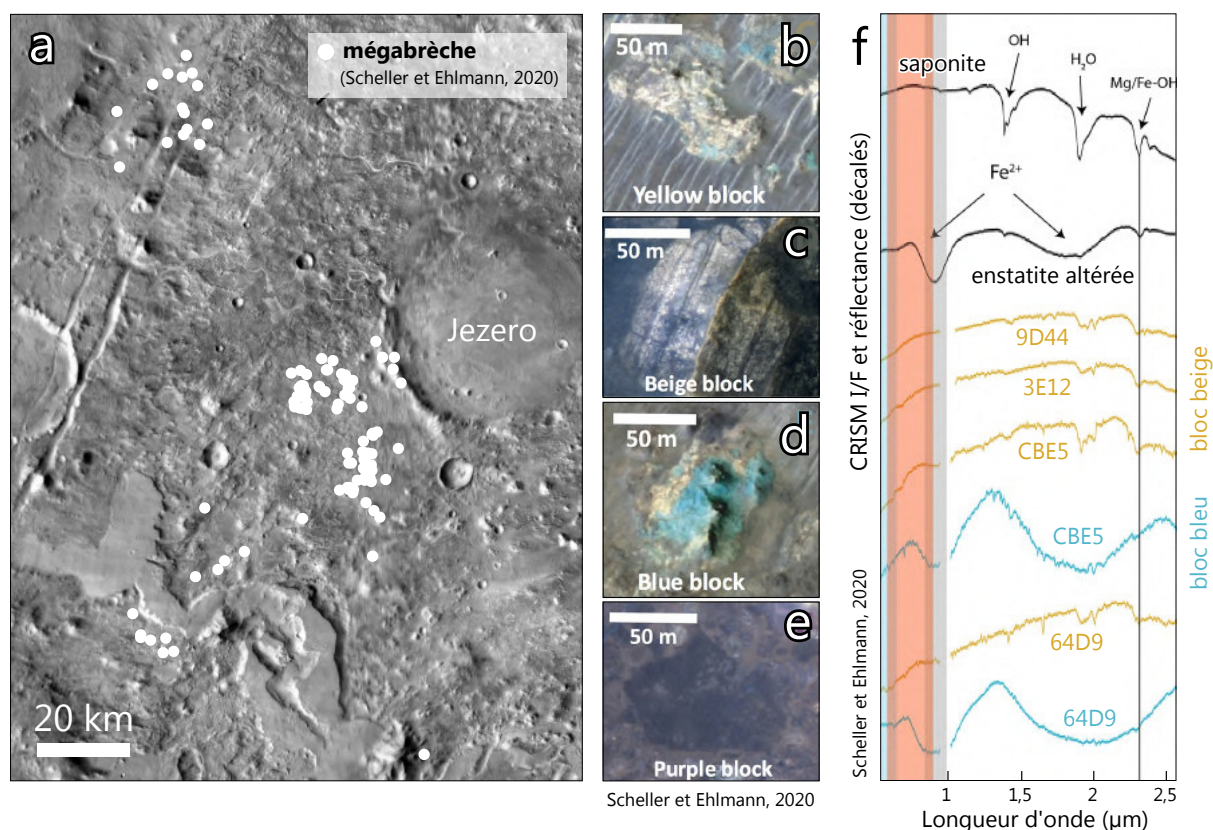 a
mégabrèche
(Scheller et Ehlmann, 2020)
Jezero
20 km
b
50 m
Yellow block
c
50 m
Beige block
d
50 m
Blue block
e
50 m
Purple block
Scheller et Ehlmann, 2020
f
saponite
OH
H₂O
Mg/Fe-OH
Fe²⁺
enstatite altérée
9D44
3E12
CBE5
CBE5
64D9
64D9
CRISM I/F et réflectance (décalés)
Scheller et Ehlmann, 2020
bloc beige
bloc bleu
1 1,5 2 2,5
Longueur d'onde (µm)